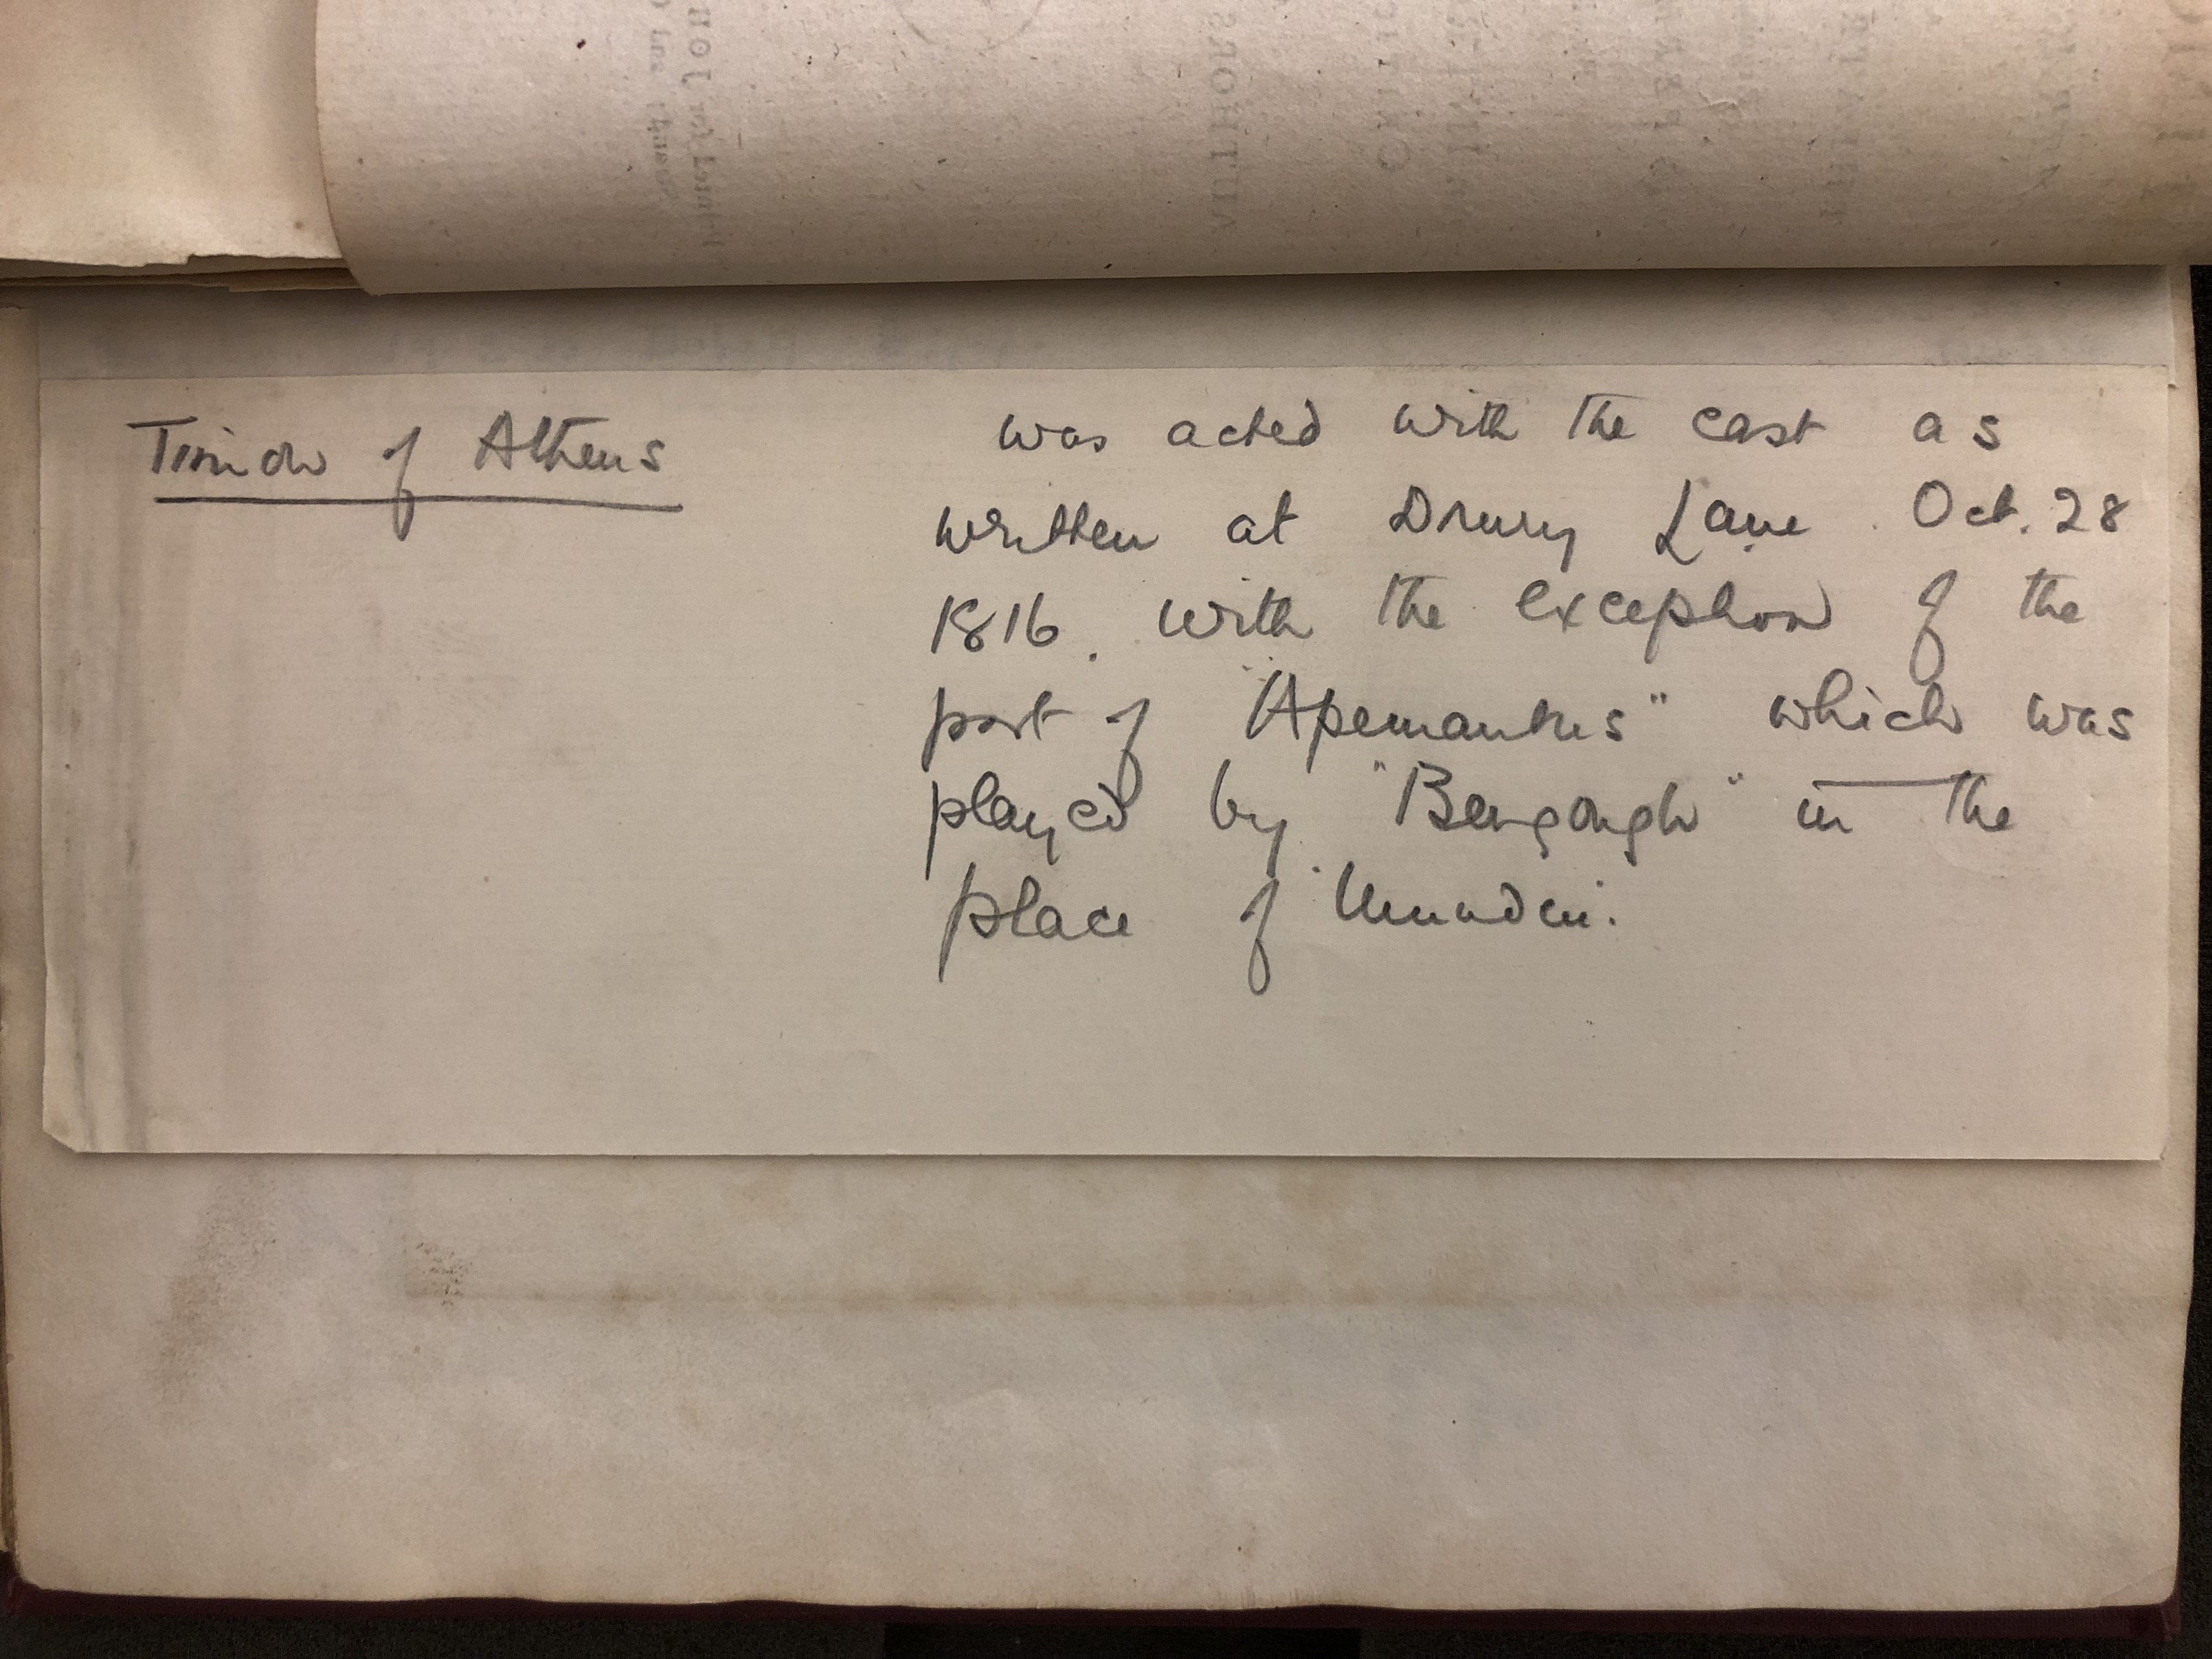 Timon of Athens
was acted with the cast as
written at Drury Lane. Oct. 28
1816. with the exception of the
part of "Apemantus" which was
played by "Bengough" in the
place of Munden.
AUTHORS